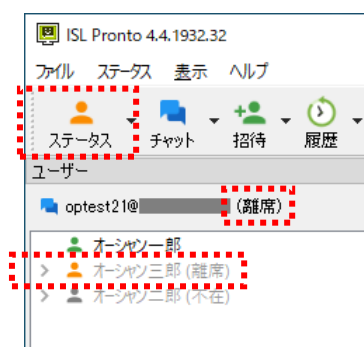 ISL Pronto 4.4.1932.32
ファイル ステータス 表示 ヘルプ
ステータス チャット 招待 履歴
ユーザー
optest21@ (離席)
オーシャン一郎
オーシャン三郎 (離席)
オーシャン二郎 (不在)